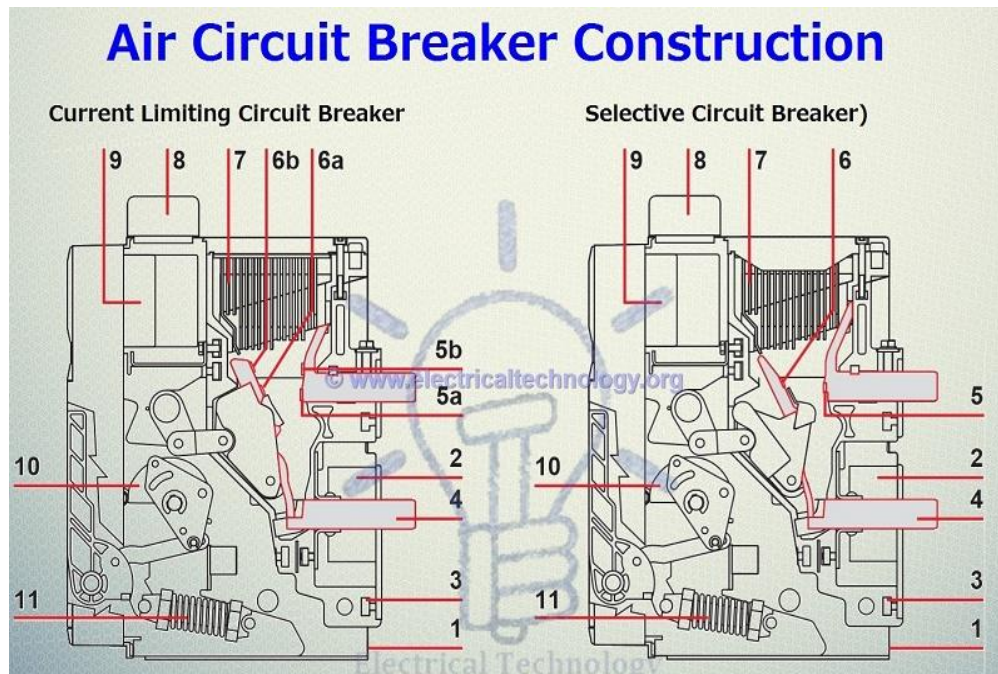 Air Circuit Breaker Construction
Current Limiting Circuit Breaker
Selective Circuit Breaker)
9 8 7 6b 6a
9 8 7 6
© www.electricaltechnology.org
5b
5a
5
10
2
10
2
4
4
11
3
11
3
1
1
Electrical Technology